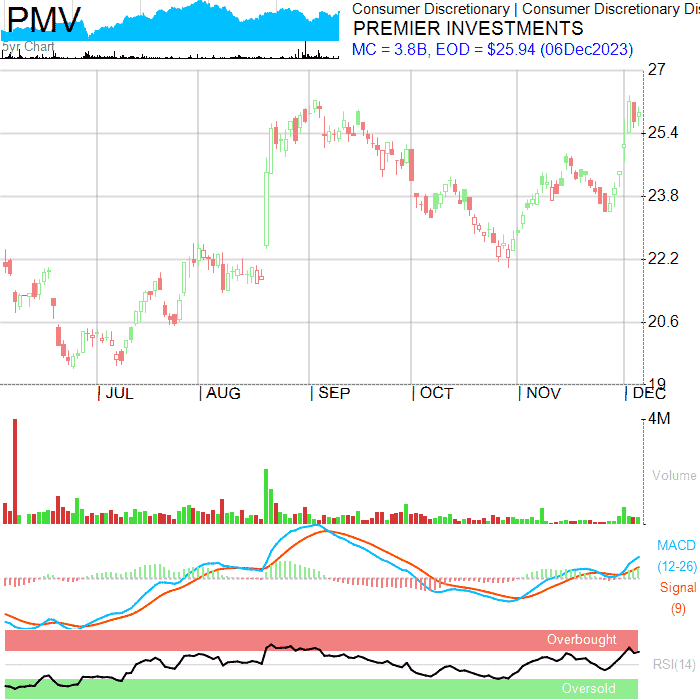 PMV
5yr Chart
Consumer Discretionary | Consumer Discretionary Dis
PREMIER INVESTMENTS
MC = 3.8B, EOD = $25.94 (06Dec2023)
27
25.4
23.8
22.2
20.6
19
| JUL | AUG | SEP | OCT | NOV | DEC
4M
Volume
MACD
(12-26)
Signal
(9)
Overbought
RSI(14)
Oversold